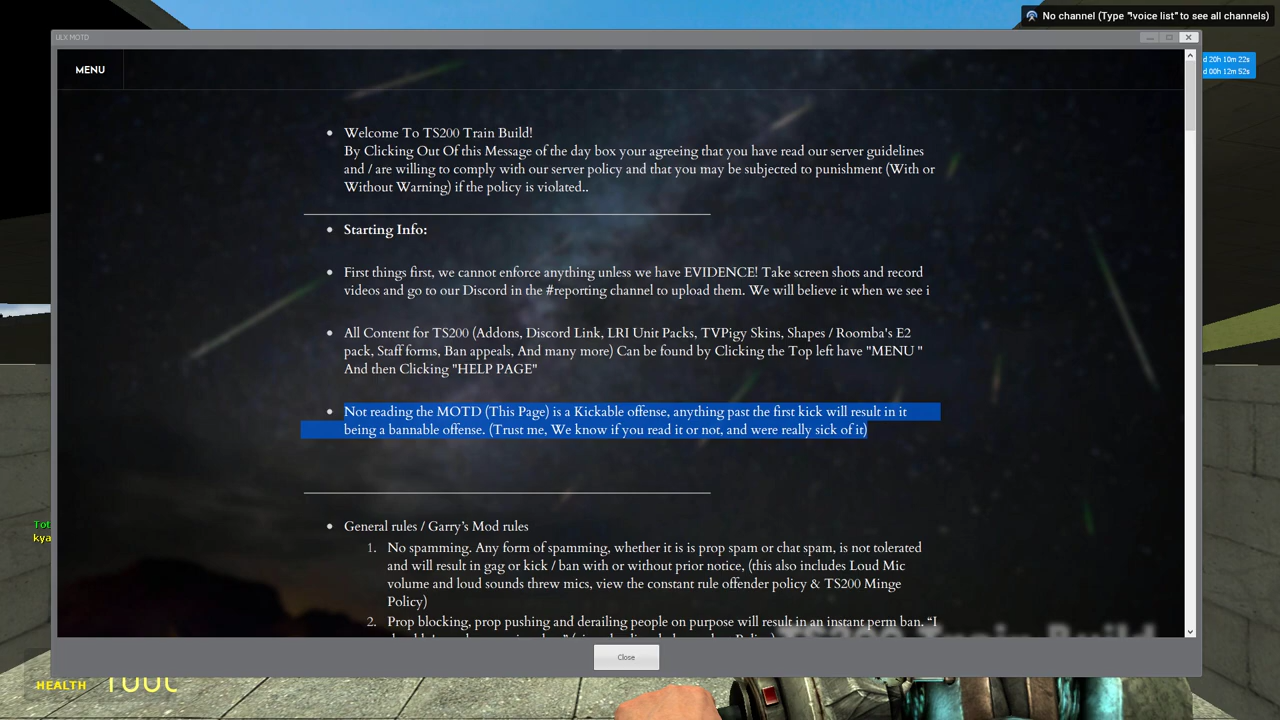 No channel (Type "!voice list" to see all channels)
ULX MOTD
d 20h 10m 22s
d 00h 12m 52s
MENU
Welcome To TS200 Train Build!
By Clicking Out Of this Message of the day box your agreeing that you have read our server guidelines
and / are willing to comply with our server policy and that you may be subjected to punishment (With or
Without Warning) if the policy is violated..
Starting Info:
First things first, we cannot enforce anything unless we have EVIDENCE! Take screen shots and record
videos and go to our Discord in the #reporting channel to upload them. We will believe it when we see i
All Content for TS200 (Addons, Discord Link, LRI Unit Packs, TVPigy Skins, Shapes / Roomba's E2
pack, Staff forms, Ban appeals, And many more) Can be found by Clicking the Top left have "MENU "
And then Clicking "HELP PAGE"
Not reading the MOTD (This Page) is a Kickable offense, anything past the first kick will result in it
being a bannable offense. (Trust me, We know if you read it or not, and were really sick of it)
General rules / Garry's Mod rules
1. No spamming. Any form of spamming, whether it is is prop spam or chat spam, is not tolerated
and will result in gag or kick / ban with or without prior notice, (this also includes Loud Mic
volume and loud sounds threw mics, view the constant rule offender policy & TS200 Minge
Policy)
2. Prop blocking, prop pushing and derailing people on purpose will result in an instant perm ban. “I
Tot
kya
Close
HEALTH